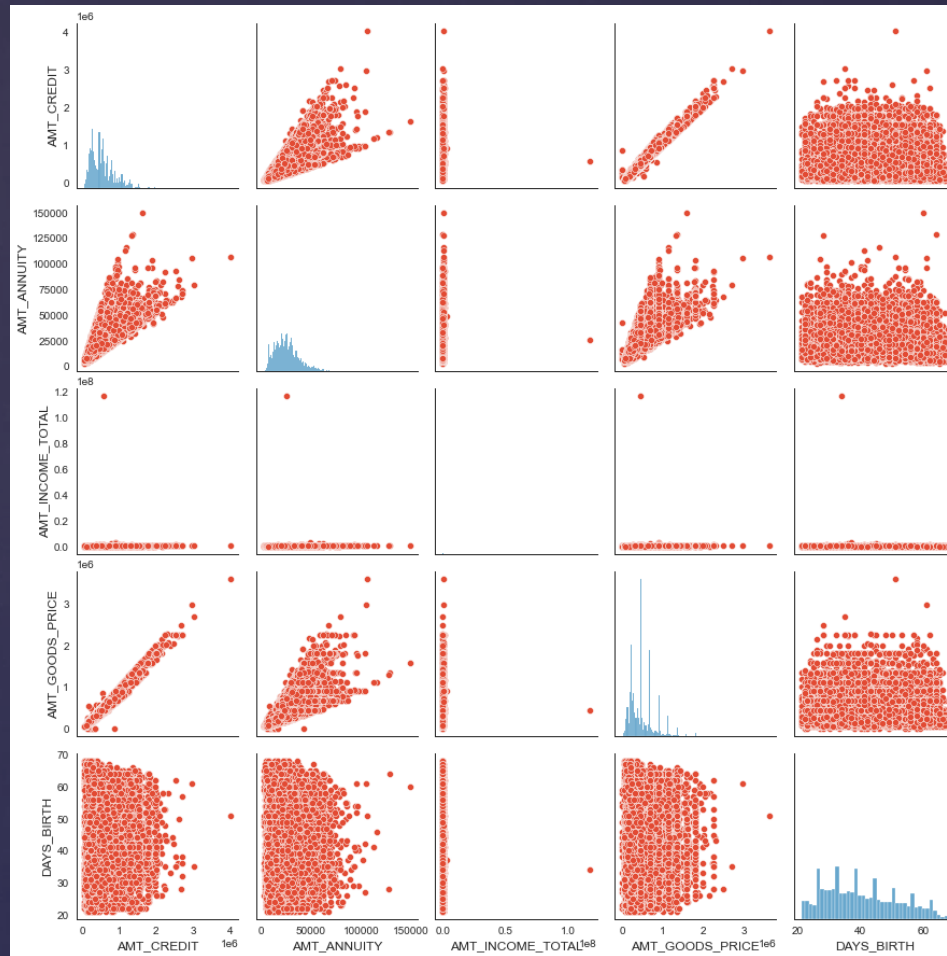 1e6
4
3
2
1
0
AMT_CREDIT
150000
125000
100000
75000
50000
25000
0
AMT_ANNUITY
1e8
1.2
1.0
0.8
0.6
0.4
0.2
0.0
AMT_INCOME_TOTAL
1e6
3
2
1
0
AMT_GOODS_PRICE
70
60
50
40
30
20
DAYS_BIRTH
0 1 2 3 4
1e6
AMT_CREDIT
0 50000 100000 150000
AMT_ANNUITY
0.0 0.5 1.0
1e8
AMT_INCOME_TOTAL
0 1 2 3
1e6
AMT_GOODS_PRICE
20 40 60
DAYS_BIRTH